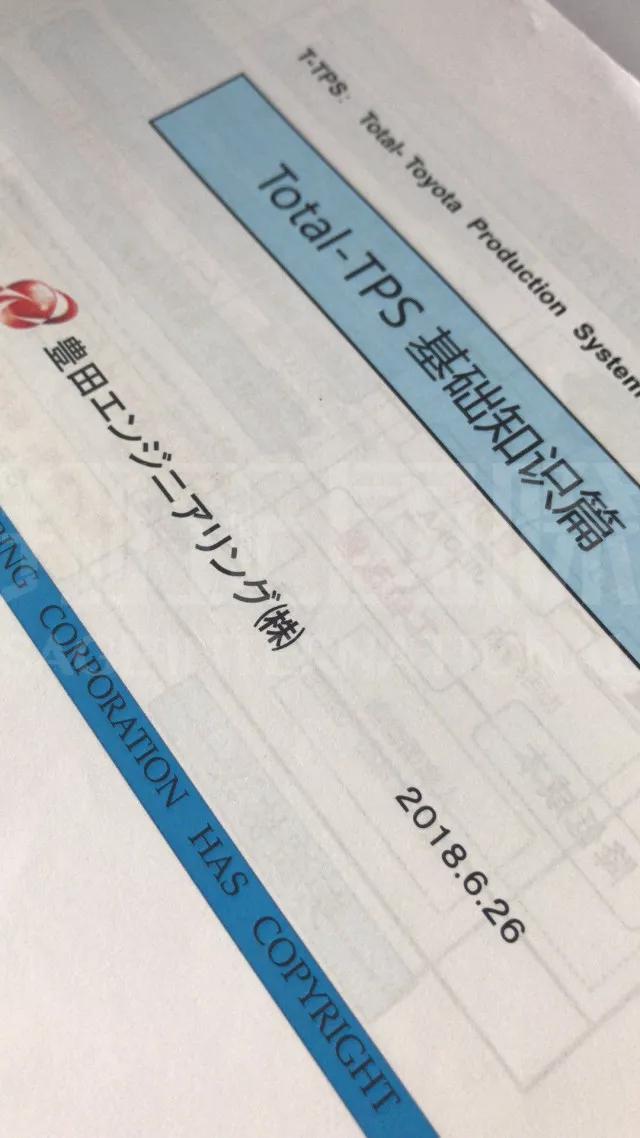 T-TPS: Total-Toyota Production System
Total-TPS 基础知识篇
豊田エンジニアリング(株)
2018.6.26
RING CORPORATION HAS COPYRIGHT